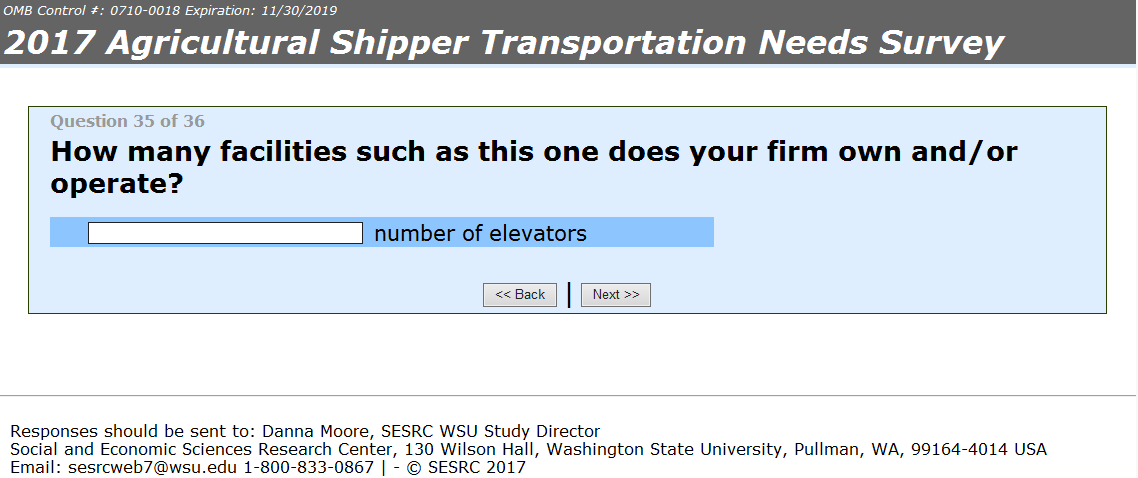 OMB Control #: 0710-0018 Expiration: 11/30/2019
2017 Agricultural Shipper Transportation Needs Survey
Question 35 of 36
How many facilities such as this one does your firm own and/or
operate?
number of elevators
<< Back | Next >>
Responses should be sent to: Danna Moore, SESRC WSU Study Director
Social and Economic Sciences Research Center, 130 Wilson Hall, Washington State University, Pullman, WA, 99164-4014 USA
Email: sesrcweb7@wsu.edu 1-800-833-0867 | - © SESRC 2017